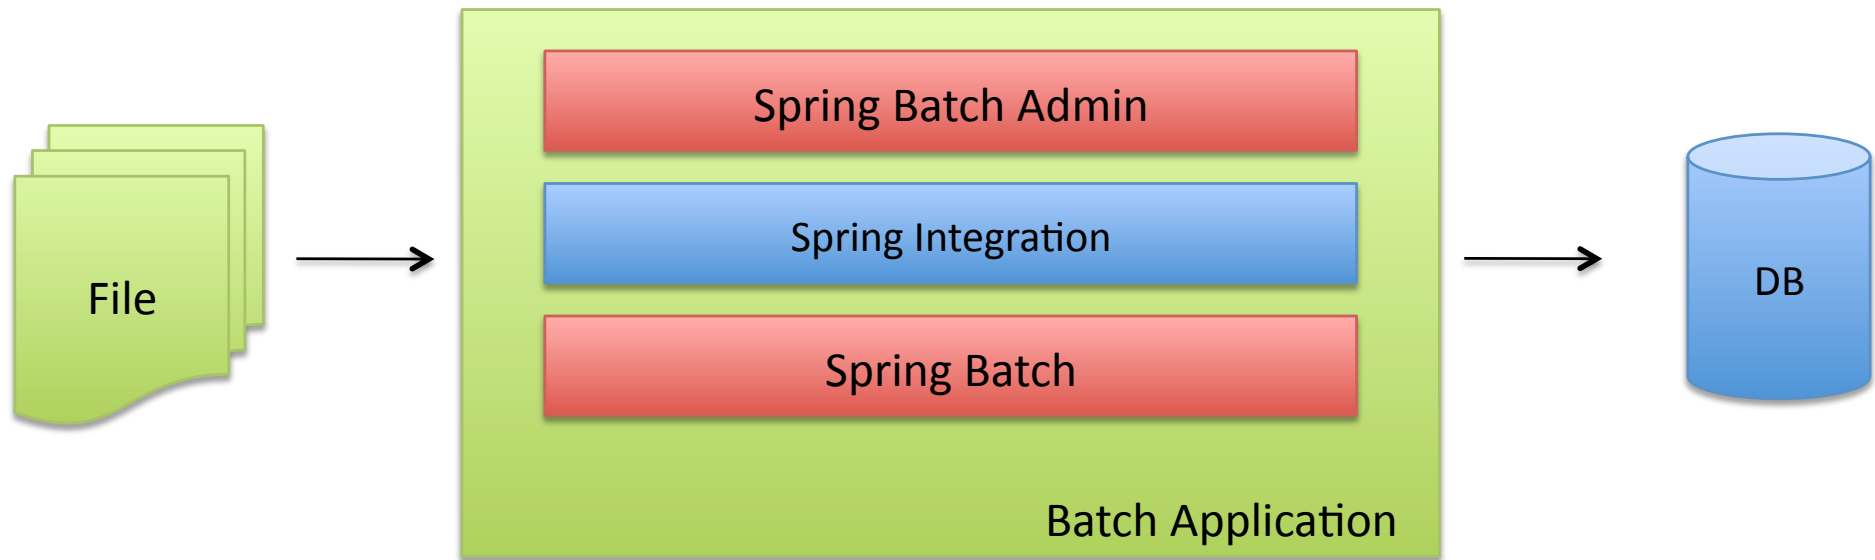 File
Spring Batch Admin
Spring Integration
Spring Batch
Batch Application
DB